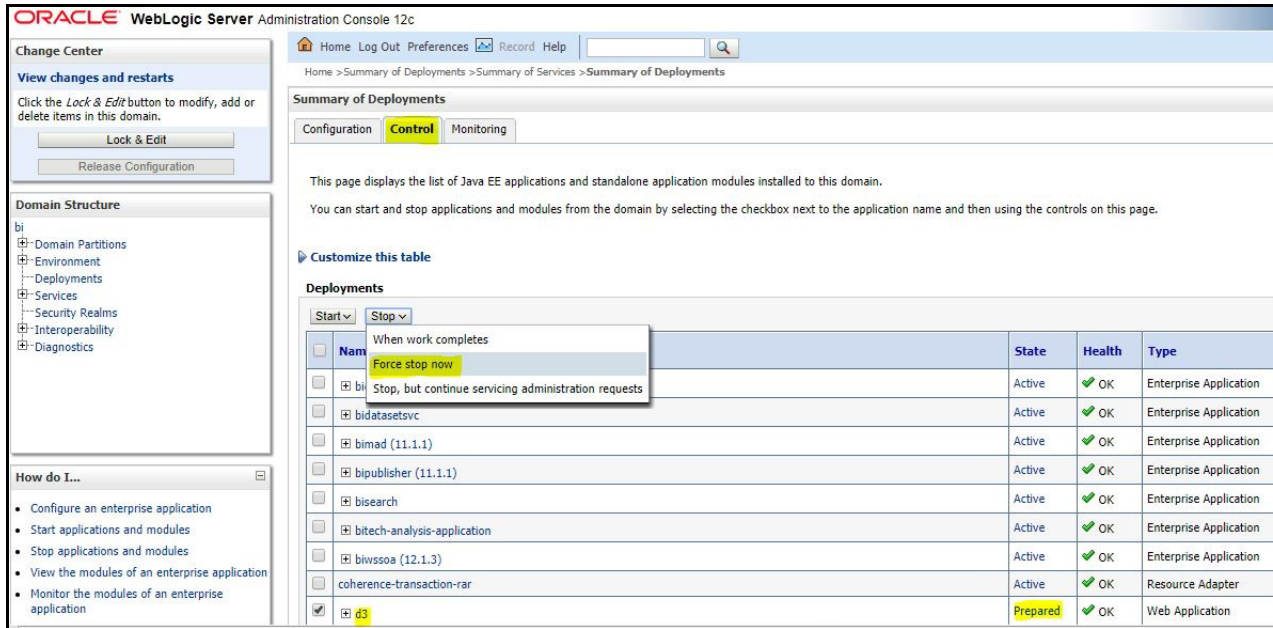 ORACLE WebLogic Server Administration Console 12c
Change Center
View changes and restarts
Click the Lock & Edit button to modify, add or
delete items in this domain.
Lock & Edit
Release Configuration
Domain Structure
bi
Domain Partitions
Environment
Deployments
Services
Security Realms
Interoperability
Diagnostics
How do I...
Configure an enterprise application
Start applications and modules
Stop applications and modules
View the modules of an enterprise application
Monitor the modules of an enterprise
application
Home Log Out Preferences Record Help
Home >Summary of Deployments >Summary of Services >Summary of Deployments
Summary of Deployments
Configuration Control Monitoring
This page displays the list of Java EE applications and standalone application modules installed to this domain.
You can start and stop applications and modules from the domain by selecting the checkbox next to the application name and then using the controls on this page.
Customize this table
Deployments
Start Stop
When work completes
Force stop now
Stop, but continue servicing administration requests
State Health Type
Active OK Enterprise Application
bidatasetsvc Active OK Enterprise Application
bimad (11.1.1) Active OK Enterprise Application
bipublisher (11.1.1) Active OK Enterprise Application
bisearch Active OK Enterprise Application
bitech-analysis-application Active OK Enterprise Application
biwssoa (12.1.3) Active OK Enterprise Application
coherence-transaction-rar Active OK Resource Adapter
d3 Prepared OK Web Application